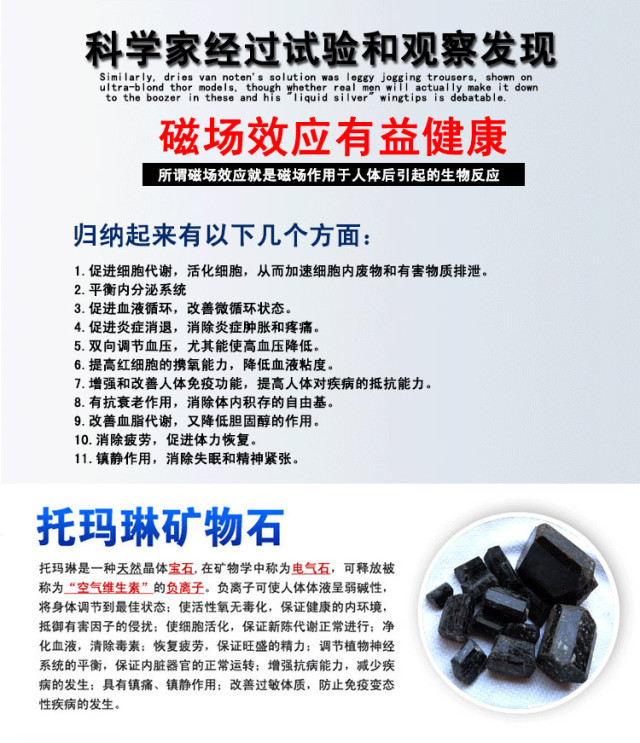 科学家经过试验和观察发现
Similarly, dries van noten's solution was leggy jogging trousers, shown on
ultra-blond thor models, though whether real men will actually make it down
to the boozer in these and his "liquid silver" wingtips is debatable.
磁场效应有益健康
所谓磁场效应就是磁场作用于人体后引起的生物反应
归纳起来有以下几个方面：
1.促进细胞代谢，活化细胞，从而加速细胞内废物和有害物质排泄。
2.平衡内分泌系统
3.促进血液循环，改善微循环状态。
4.促进炎症消退，消除炎症肿胀和疼痛。
5.双向调节血压，尤其能使高血压降低。
6.提高红细胞的携氧能力，降低血液粘度。
7.增强和改善人体免疫功能，提高人体对疾病的抵抗能力。
8.有抗衰老作用，消除体内积存的自由基。
9.改善血脂代谢，又降低胆固醇的作用。
10.消除疲劳，促进体力恢复。
11.镇静作用，消除失眠和精神紧张。
托玛琳矿物石
托玛琳是一种天然晶体宝石,在矿物学中称为电气石，可释放被
称为“空气维生素”的负离子。负离子可使人体体液呈弱碱性，
将身体调节到最佳状态；使活性氧无毒化，保证健康的内环境，
抵御有害因子的侵扰；使细胞活化，保证新陈代谢正常进行；净
化血液，清除毒素；恢复疲劳，保证旺盛的精力；调节植物神经
系统的平衡，保证内脏器官的正常运转；增强抗病能力，减少疾
病的发生；具有镇痛、镇静作用；改善过敏体质，防止免疫变态
性疾病的发生。